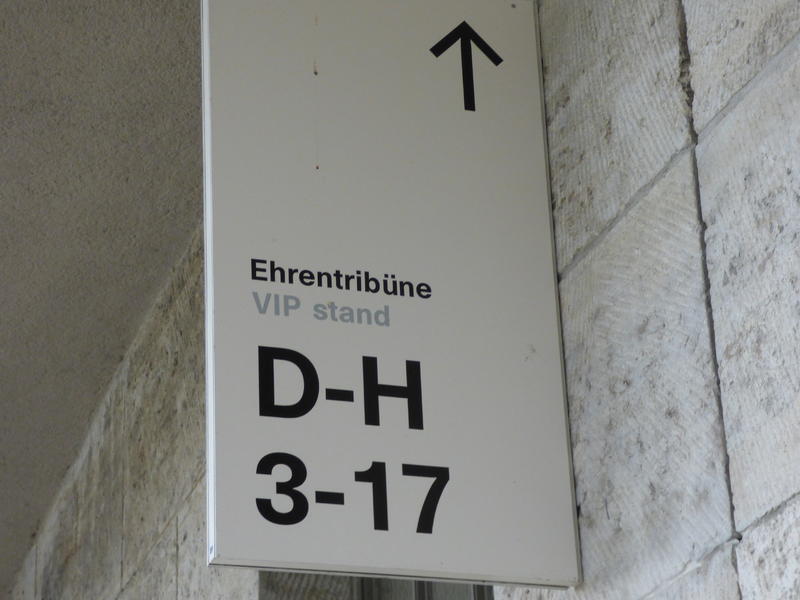 Ehrentribüne
VIP stand
D-H
3-17